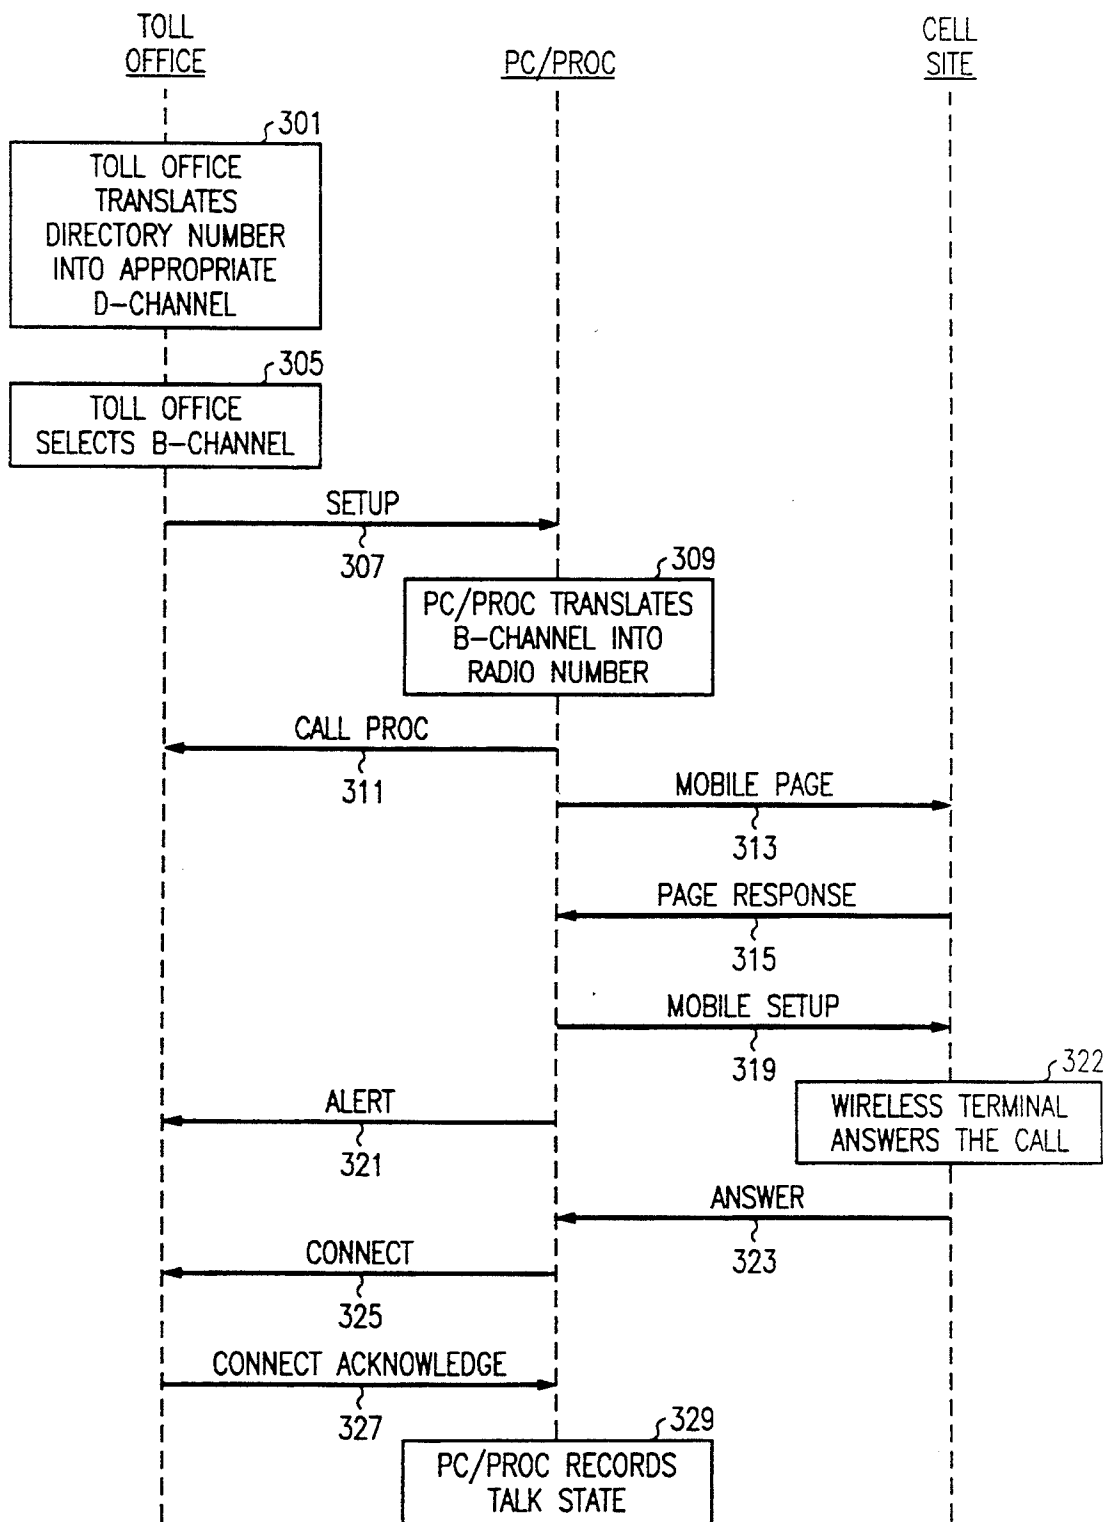 TOLL
OFFICE
PC/PROC
CELL
SITE
301
TOLL OFFICE
TRANSLATES
DIRECTORY NUMBER
INTO APPROPRIATE
D-CHANNEL
305
TOLL OFFICE
SELECTS B-CHANNEL
SETUP
307
309
PC/PROC TRANSLATES
B-CHANNEL INTO
RADIO NUMBER
CALL PROC
311
MOBILE PAGE
313
PAGE RESPONSE
315
MOBILE SETUP
319
322
WIRELESS TERMINAL
ANSWERS THE CALL
ALERT
321
ANSWER
323
CONNECT
325
CONNECT ACKNOWLEDGE
327
329
PC/PROC RECORDS
TALK STATE